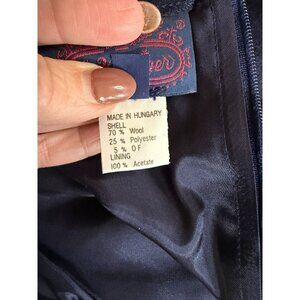 MADE IN HUNGARY
SHELL
70 % Wool
25 % Polyester
5 % O F
LINING
100 % Acetate